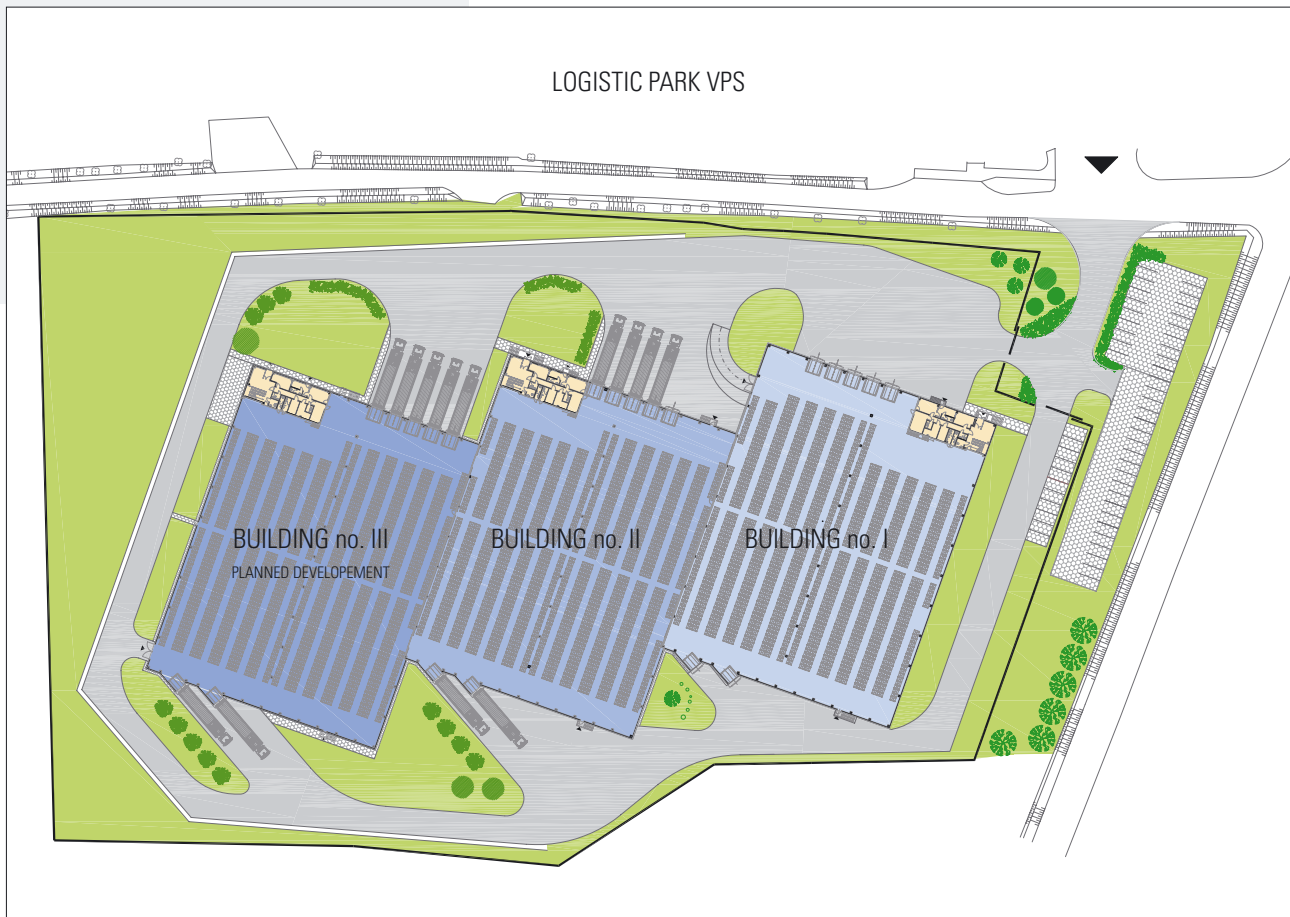 LOGISTIC PARK VPS
BUILDING no. III
PLANNED DEVELOPEMENT
BUILDING no. II
BUILDING no. I